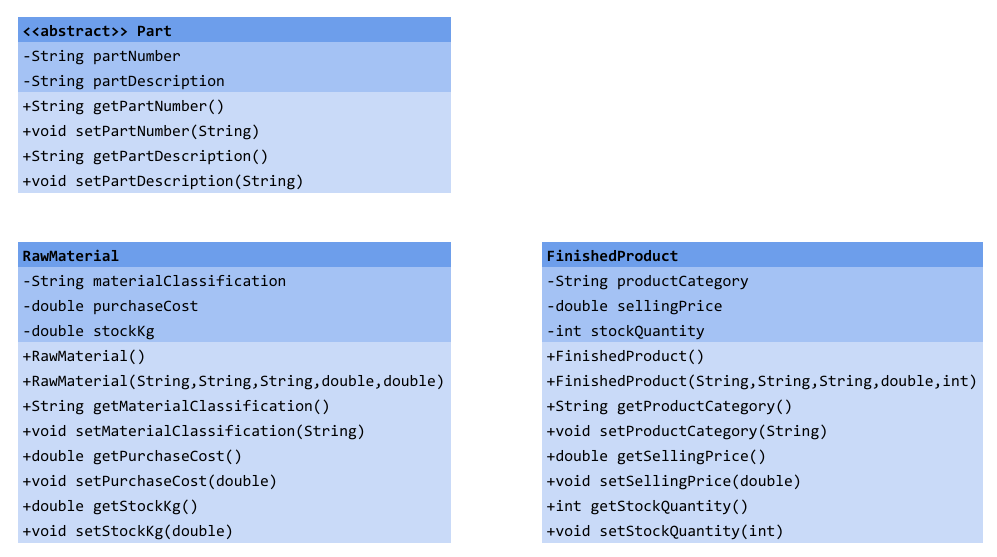 <<abstract>> Part
-String partNumber
-String partDescription
+String getPartNumber()
+void setPartNumber(String)
+String getPartDescription()
+void setPartDescription(String)
RawMaterial
-String materialClassification
-double purchaseCost
-double stockKg
+RawMaterial()
+RawMaterial(String,String,String,double,double)
+String getMaterialClassification()
+void setMaterialClassification(String)
+double getPurchaseCost()
+void setPurchaseCost(double)
+double getStockKg()
+void setStockKg(double)
FinishedProduct
-String productCategory
-double sellingPrice
-int stockQuantity
+FinishedProduct()
+FinishedProduct(String,String,String,double,int)
+String getProductCategory()
+void setProductCategory(String)
+double getSellingPrice()
+void setSellingPrice(double)
+int getStockQuantity()
+void setStockQuantity(int)